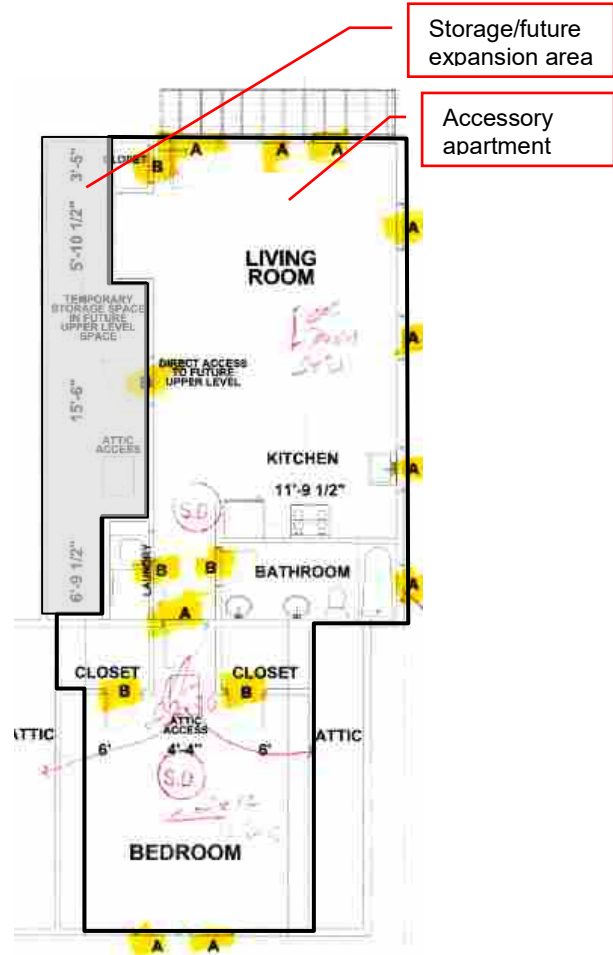 Storage/future
expansion area
Accessory
apartment
3'-5"
CLOSET
B
A
A
A
A
5'-10 1/2"
LIVING
ROOM
TEMPORARY
STORAGE SPACE
IN FUTURE
UPPER LEVEL
SPACE
A
DIRECT ACCESS
TO FUTURE
UPPER LEVEL
B
15'-6"
ATTIC
ACCESS
KITCHEN
A
11'-9 1/2"
S.D.
6'-9 1/2"
LAUNDRY
B
B
BATHROOM
A
A
CLOSET
CLOSET
B
B
ATTIC
ACCESS
ATTIC
6'
4'-4"
6'
ATTIC
S.D.
BEDROOM
A
A